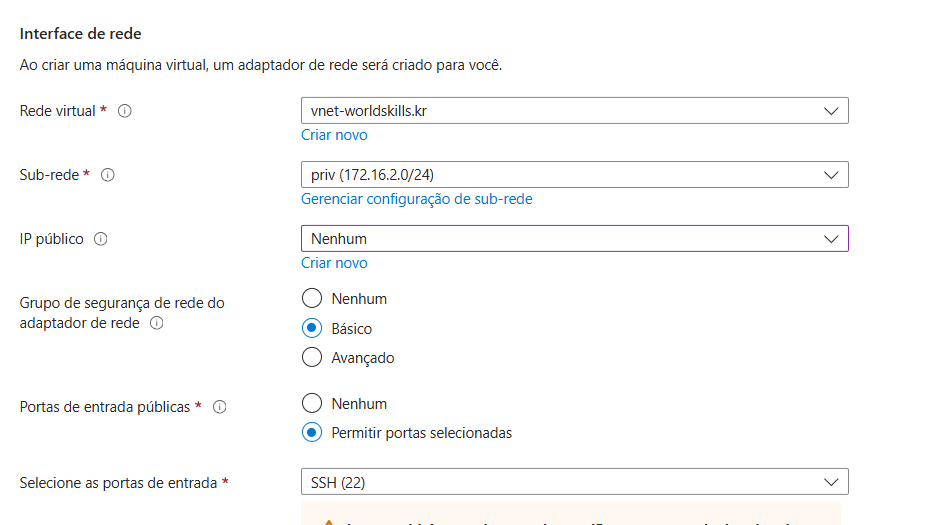 Interface de rede
Ao criar uma máquina virtual, um adaptador de rede será criado para você.
Rede virtual *
vnet-worldskills.kr
Criar novo
Sub-rede *
priv (172.16.2.0/24)
Gerenciar configuração de sub-rede
IP público
Nenhum
Criar novo
Grupo de segurança de rede do
adaptador de rede
Nenhum
Básico
Avançado
Portas de entrada públicas *
Nenhum
Permitir portas selecionadas
Selecione as portas de entrada *
SSH (22)